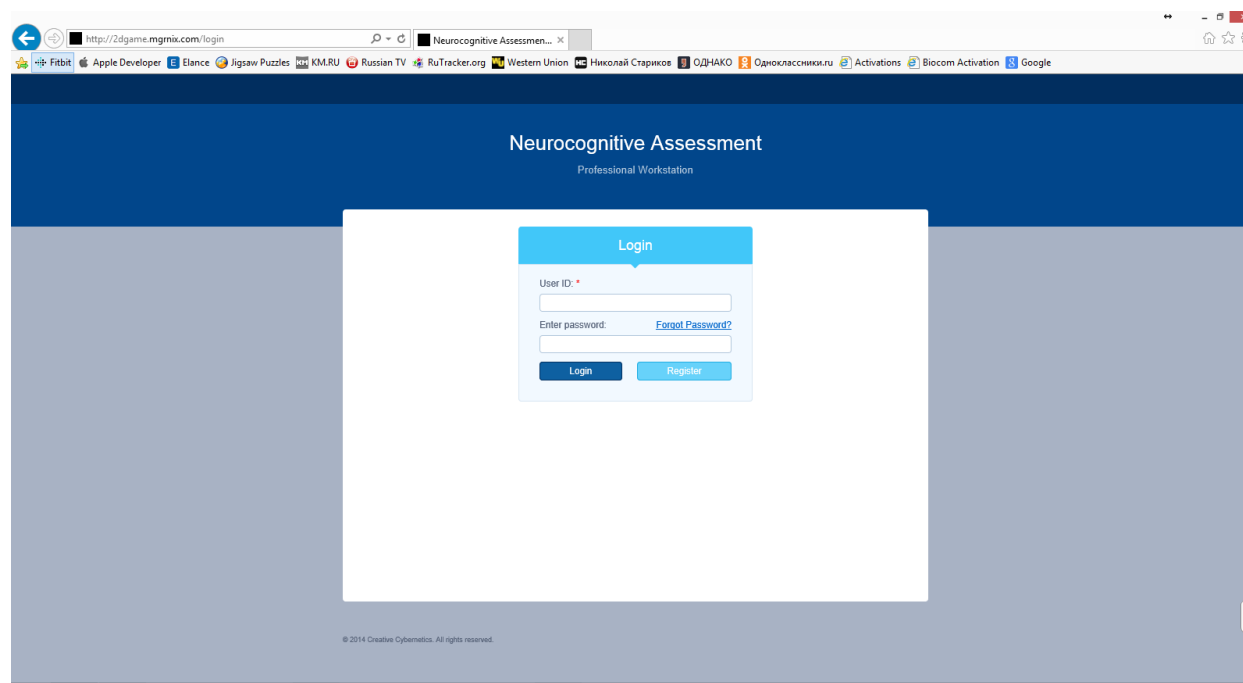 http://2dgame.mgrnix.com/login
Neurocognitive Assessmen...
Fitbit Apple Developer Elance Jigsaw Puzzles KM.RU Russian TV RuTracker.org Western Union Николай Стариков ОДНАКО Одноклассники.ru Activations Biocom Activation Google
Neurocognitive Assessment
Professional Workstation
Login
User ID: *
Enter password: Forgot Password?
Login Register
© 2014 Creative Cybernetics. All rights reserved.